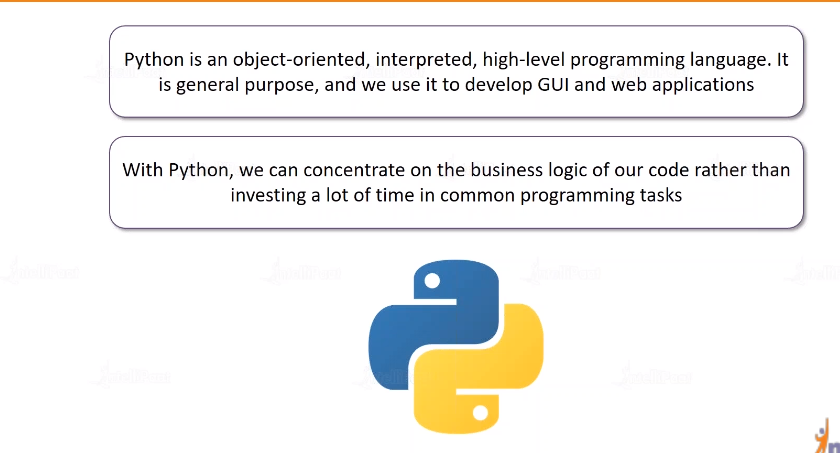 Python is an object-oriented, interpreted, high-level programming language. It
is general purpose, and we use it to develop GUI and web applications
With Python, we can concentrate on the business logic of our code rather than
investing a lot of time in common programming tasks